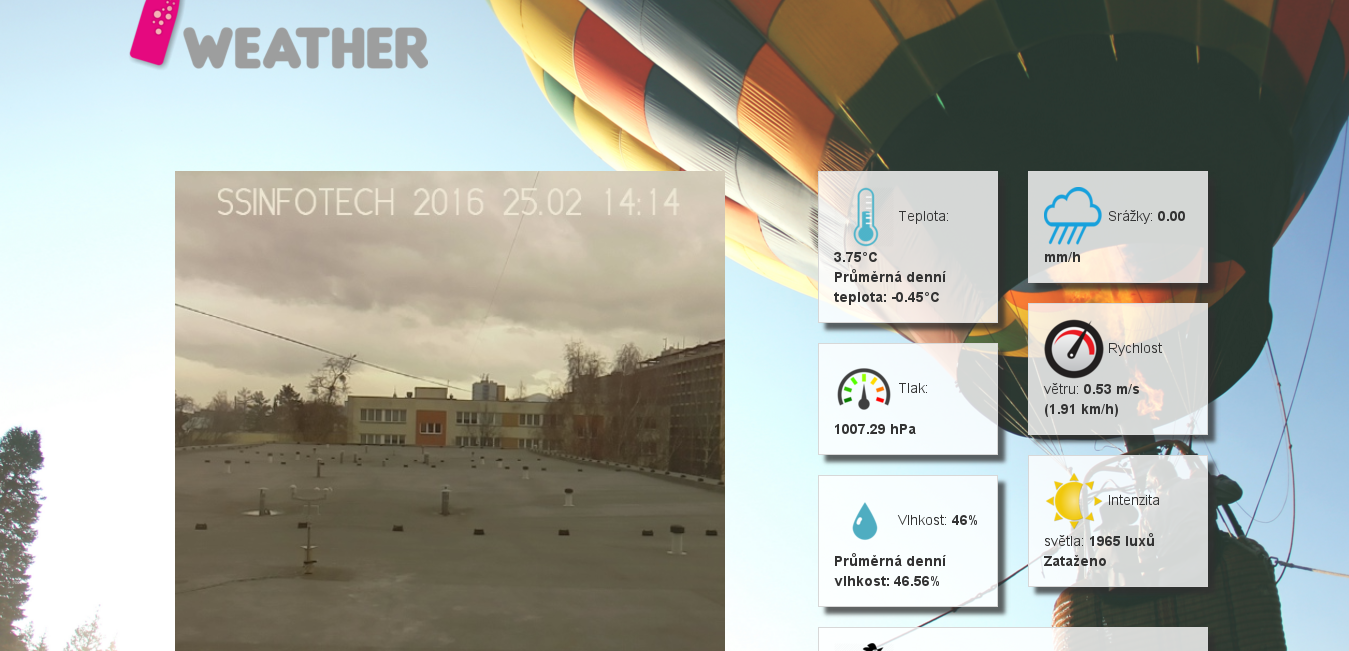 WEATHER
SSINFOTECH 2016 25.02 14:14
Teplota:
3.75°C
Průměrná denní
teplota: -0.45°C
Tlak:
1007.29 hPa
Vlhkost: 46%
Průměrná denní
vlhkost: 46.56%
Srážky: 0.00
mm/h
Rychlost
větru: 0.53 m/s
(1.91 km/h)
Intenzita
světla: 1965 luxů
Zataženo